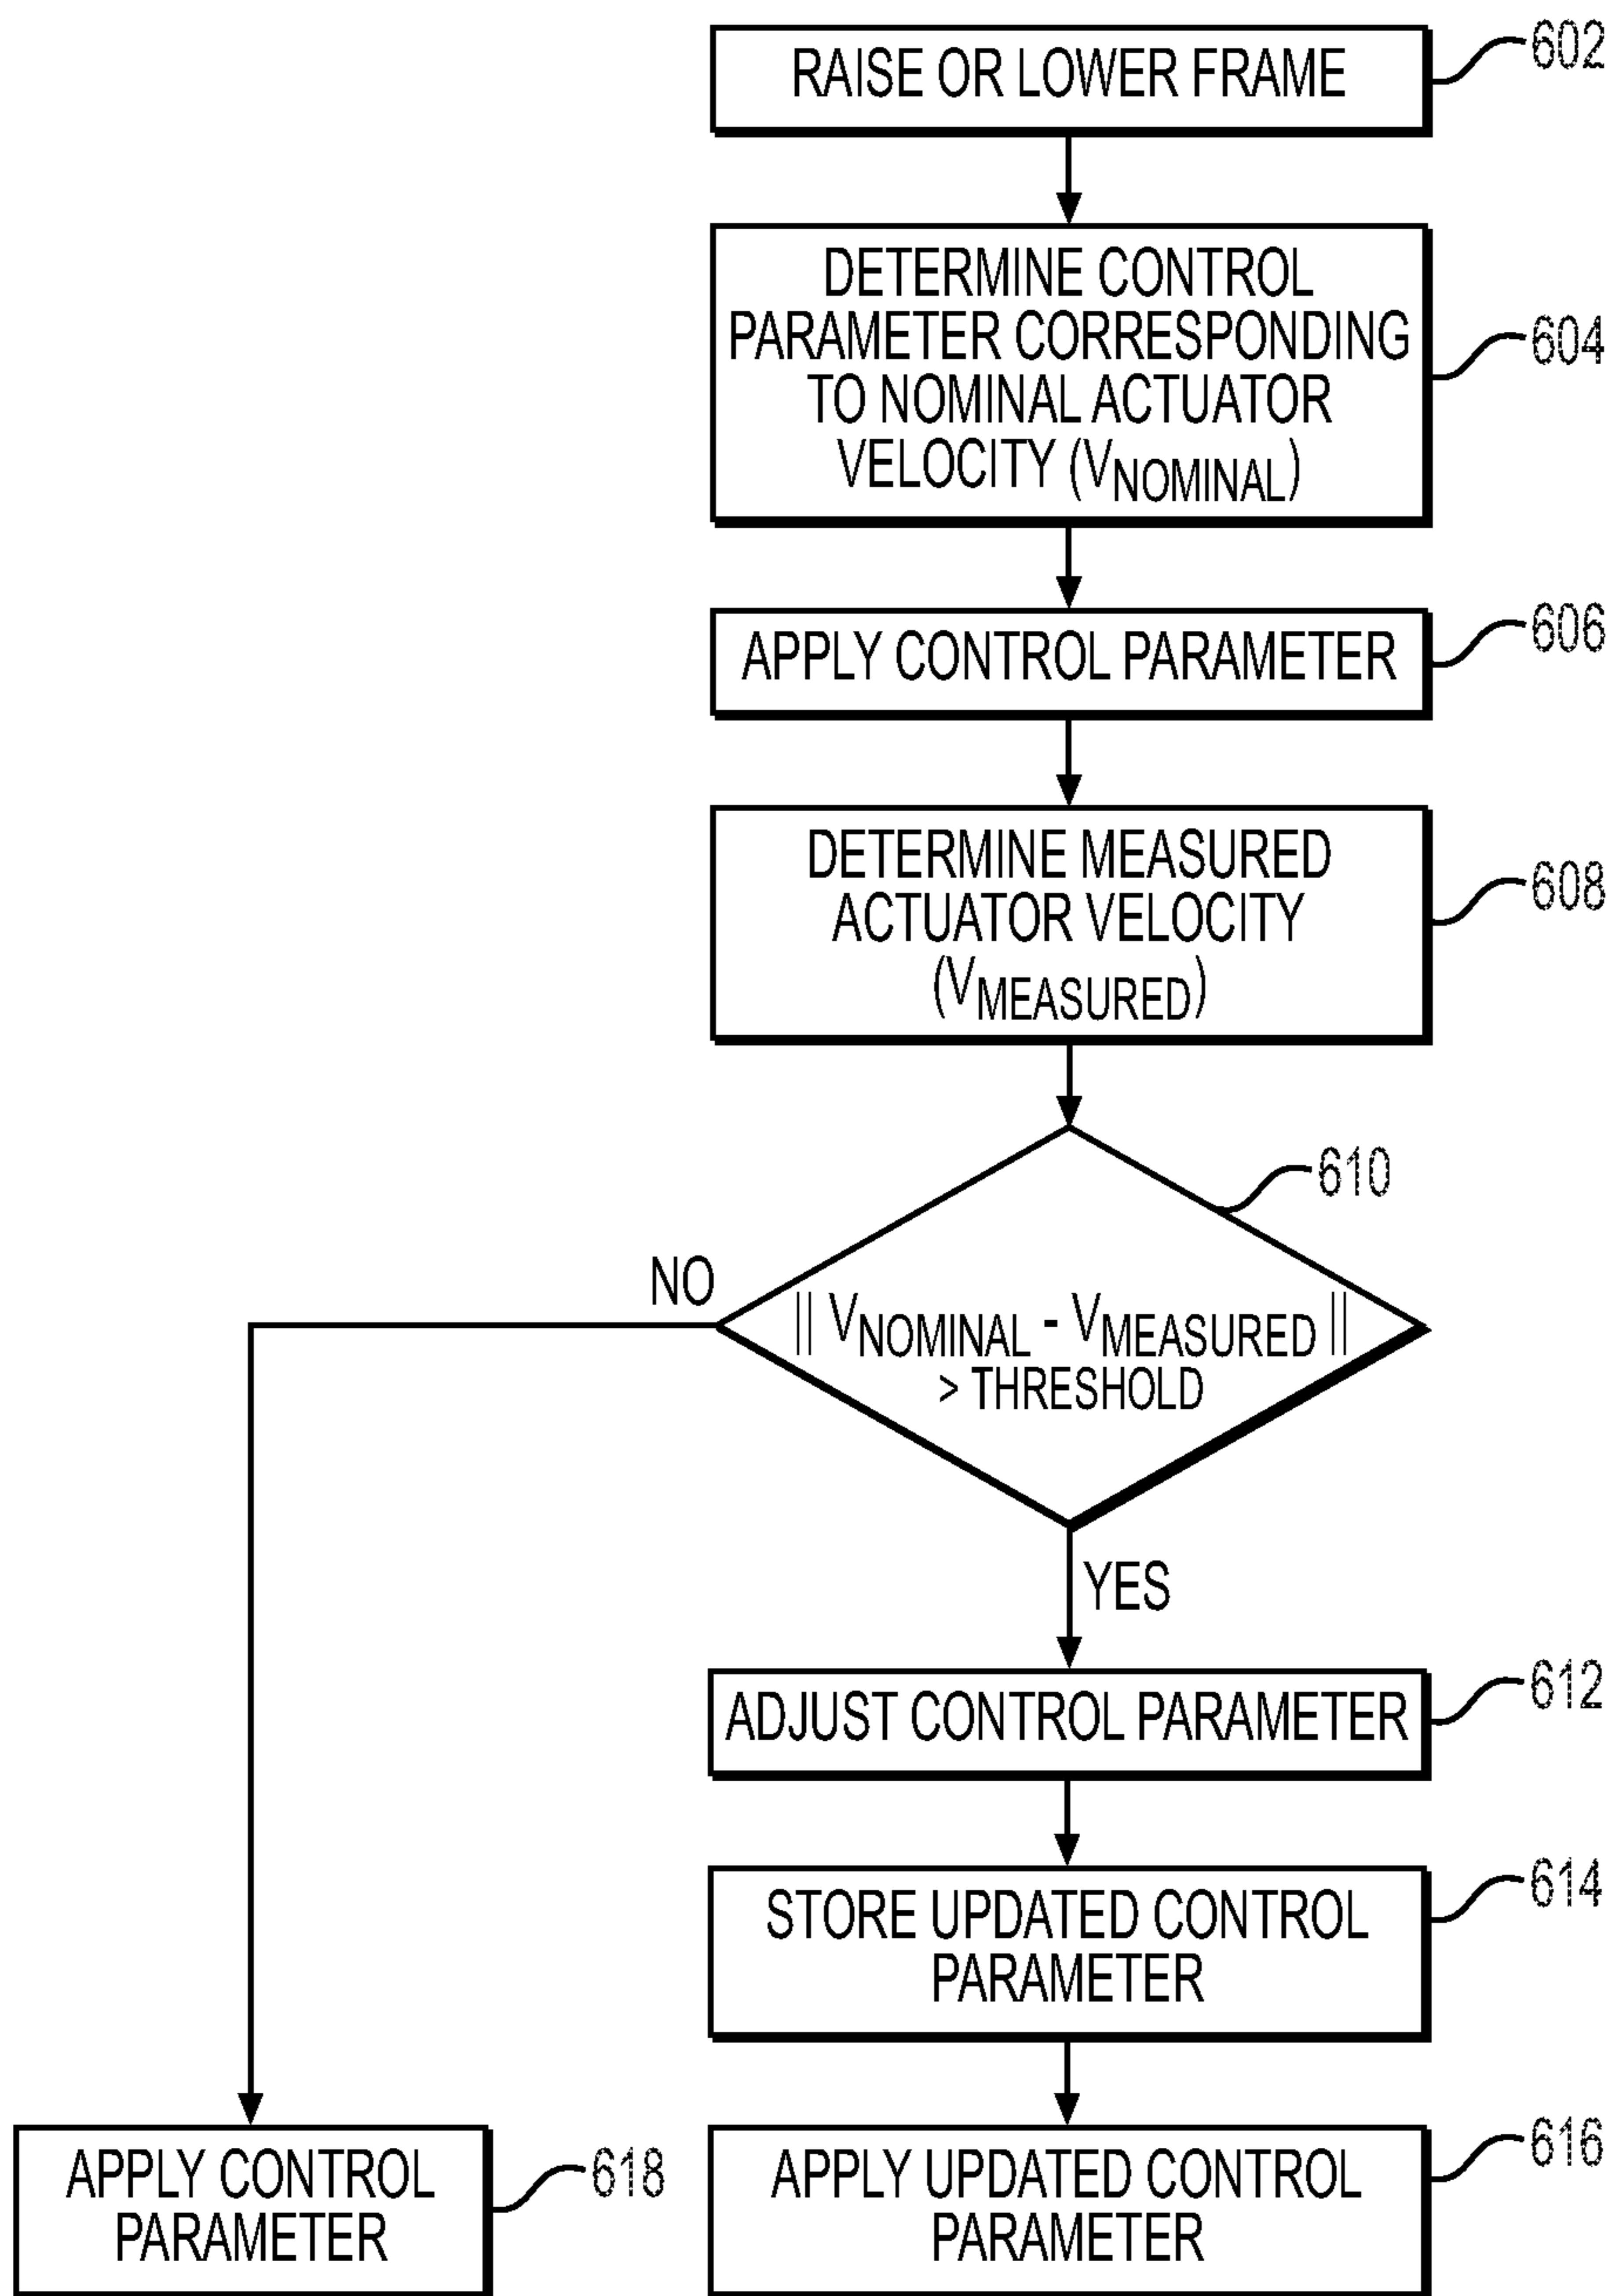 RAISE OR LOWER FRAME
602
DETERMINE CONTROL
PARAMETER CORRESPONDING
TO NOMINAL ACTUATOR
VELOCITY (VNOMINAL)
604
APPLY CONTROL PARAMETER
606
DETERMINE MEASURED
ACTUATOR VELOCITY
(VMEASURED)
608
610
NO
|| VNOMINAL - VMEASURED ||
> THRESHOLD
YES
ADJUST CONTROL PARAMETER
612
STORE UPDATED CONTROL
PARAMETER
614
APPLY CONTROL
PARAMETER
618
APPLY UPDATED CONTROL
PARAMETER
616